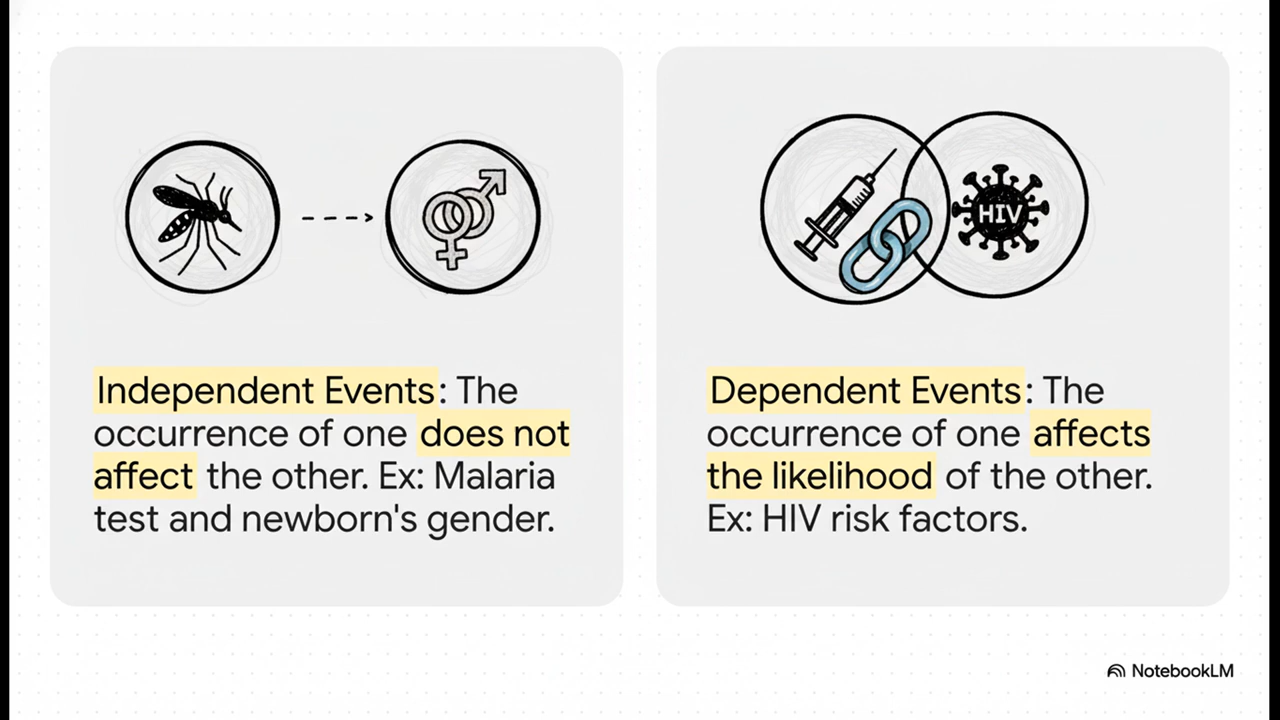 Independent Events: The
occurrence of one does not
affect the other. Ex: Malaria
test and newborn's gender.
HIV
Dependent Events: The
occurrence of one affects
the likelihood of the other.
Ex: HIV risk factors.
NotebookLM